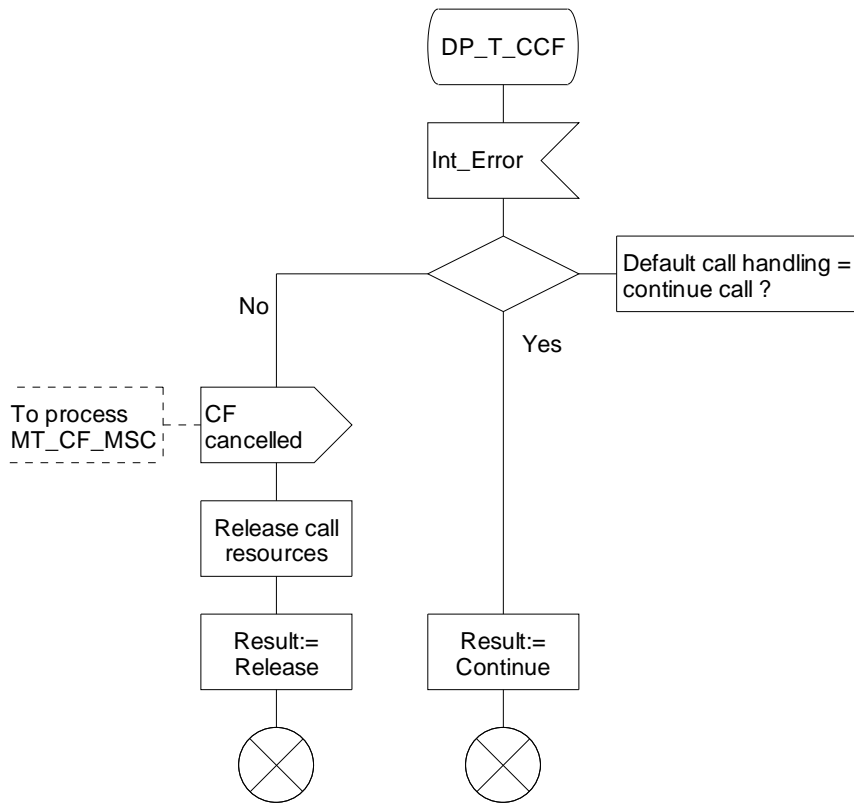 DP_T_CCF
Int_Error
Default call handling =
continue call ?
No
Yes
To process
MT_CF_MSC
CF
cancelled
Release call
resources
Result:=
Release
Result:=
Continue